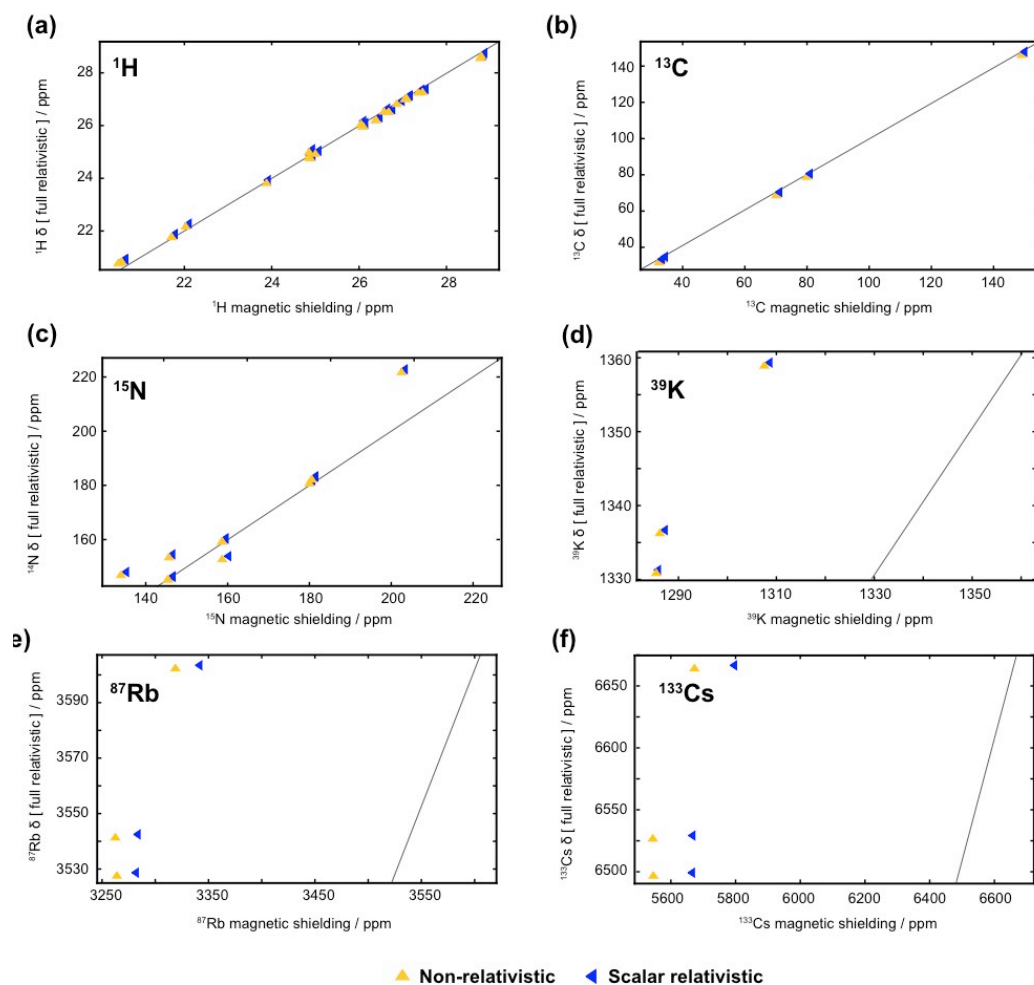 (a)
(b)
¹H
¹³C
28
26
24
22
¹H δ [ full relativistic ] / ppm
22
24
26
28
¹H magnetic shielding / ppm
140
120
100
80
60
40
¹³C δ [ full relativistic ] / ppm
40
60
80
100
120
140
¹³C magnetic shielding / ppm
(c)
(d)
¹⁵N
³⁹K
220
200
180
160
¹⁴N δ [ full relativistic ] / ppm
140
160
180
200
220
¹⁵N magnetic shielding / ppm
1360
1350
1340
1330
³⁹K δ [ full relativistic ] / ppm
1290
1310
1330
1350
³⁹K magnetic shielding / ppm
e)
(f)
⁸⁷Rb
¹³³Cs
3590
3570
3550
3530
⁸⁷Rb δ [ full relativistic ] / ppm
3250
3350
3450
3550
⁸⁷Rb magnetic shielding / ppm
6650
6600
6550
6500
¹³³Cs δ [ full relativistic ] / ppm
5600
5800
6000
6200
6400
6600
¹³³Cs magnetic shielding / ppm
Non-relativistic
Scalar relativistic